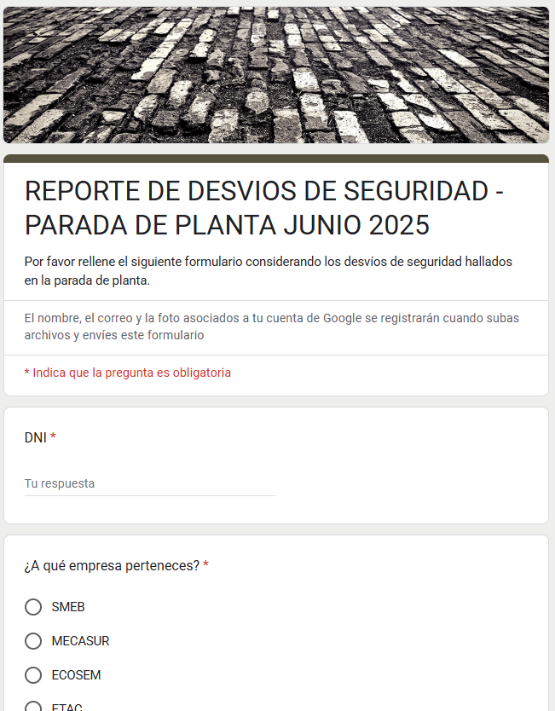 REPORTE DE DESVIOS DE SEGURIDAD -
PARADA DE PLANTA JUNIO 2025
Por favor rellene el siguiente formulario considerando los desvíos de seguridad hallados
en la parada de planta.
El nombre, el correo y la foto asociados a tu cuenta de Google se registrarán cuando subas
archivos y envíes este formulario
* Indica que la pregunta es obligatoria
DNI *
Tu respuesta
¿A qué empresa perteneces? *
SMEB
MECASUR
ECOSEM